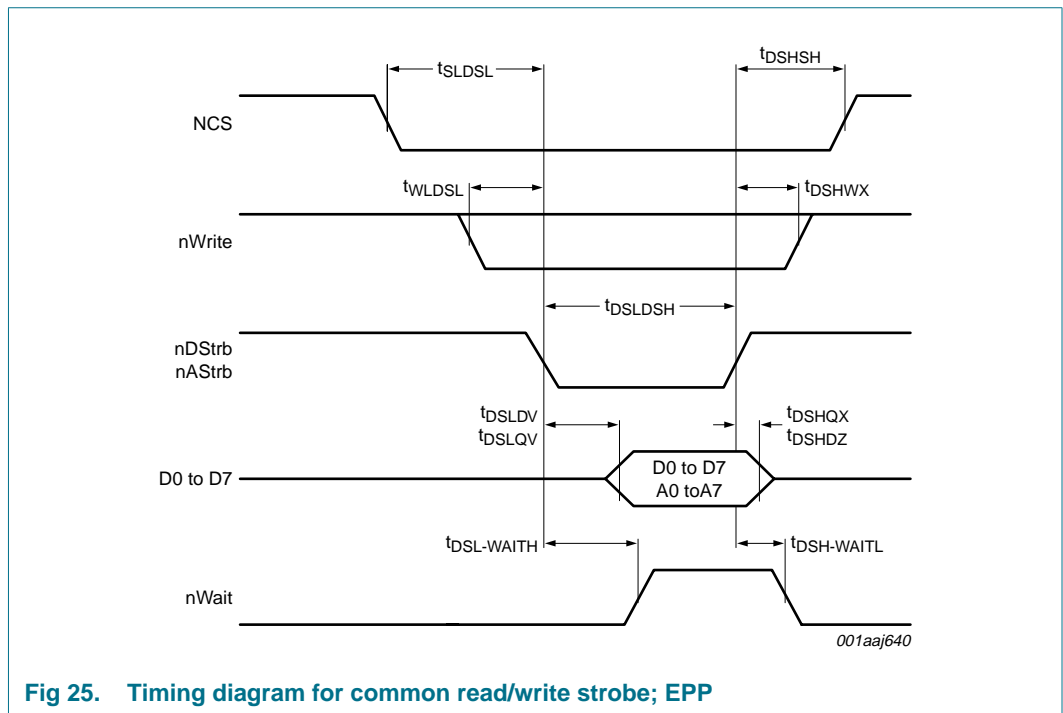 tSLDSL
tDSHSH
NCS
tWLDSL
tDSHWX
nWrite
tDSLDSH
nDStrb
nAStrb
tDSLDV
tDSLQV
tDSHQX
tDSHDZ
D0 to D7
D0 to D7
A0 toA7
tDSL-WAITH
tDSH-WAITL
nWait
001aaj640
Fig 25. Timing diagram for common read/write strobe; EPP